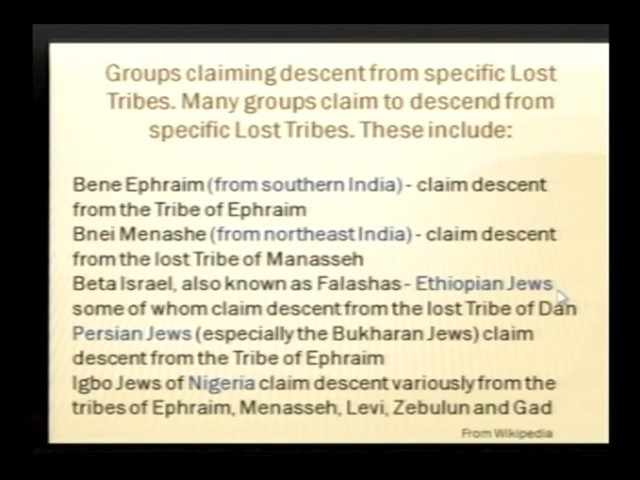 Groups claiming descent from specific Lost
Tribes. Many groups claim to descend from
specific Lost Tribes. These include:
Bene Ephraim (from southern India) - claim descent
from the Tribe of Ephraim
Bnei Menashe (from northeast India) - claim descent
from the lost Tribe of Manasseh
Beta Israel, also known as Falashas - Ethiopian Jews
some of whom claim descent from the lost Tribe of Dan
Persian Jews (especially the Bukharan Jews) claim
descent from the Tribe of Ephraim
Igbo Jews of Nigeria claim descent variously from the
tribes of Ephraim, Menasseh, Levi, Zebulun and Gad
From Wikipedia